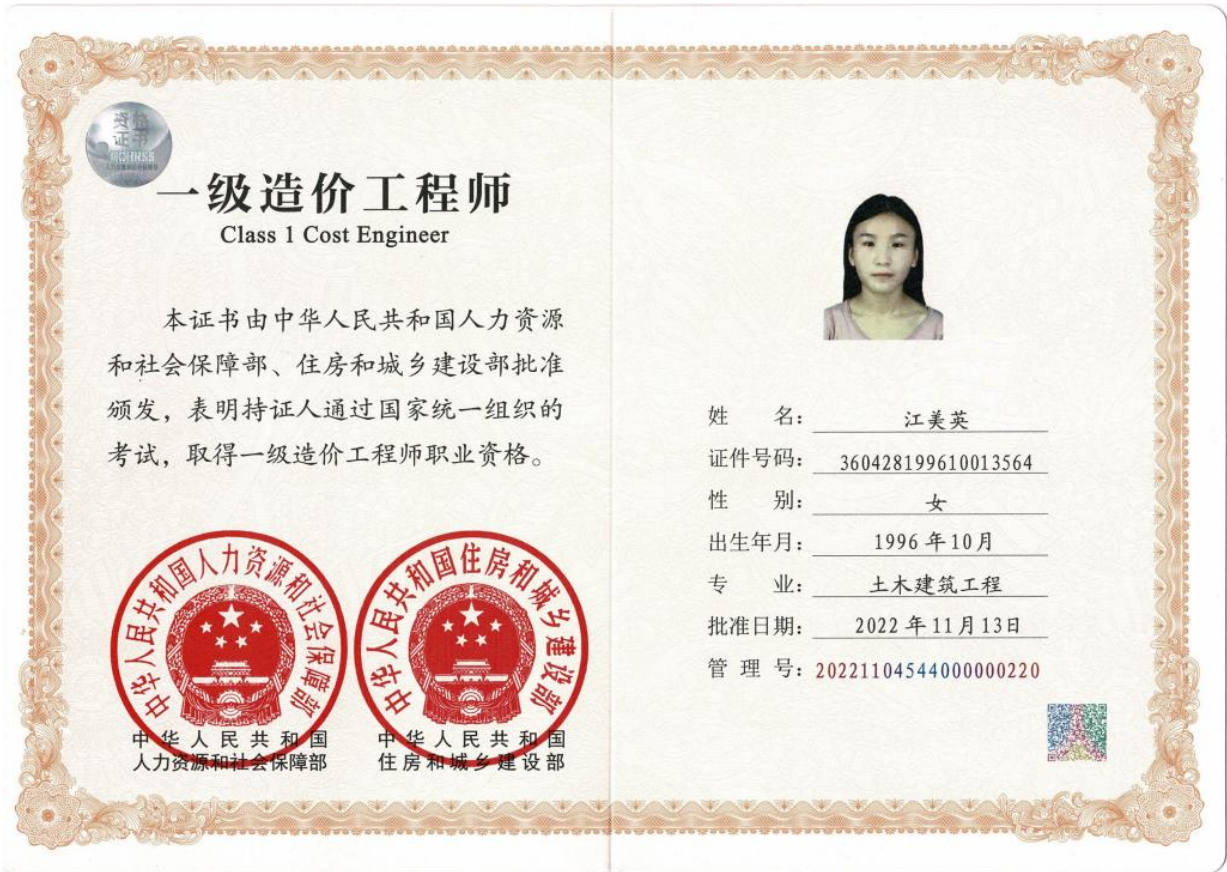 资格
证书
MOHRSS
一级造价工程师
Class 1 Cost Engineer
本证书由中华人民共和国人力资源
和社会保障部、住房和城乡建设部批准
颁发，表明持证人通过国家统一组织的
考试，取得一级造价工程师职业资格。
中华人民共和国人力资源和社会保障部
中华人民共和国住房和城乡建设部
中华人民共和国
人力资源和社会保障部
中华人民共和国
住房和城乡建设部
姓名：江美英
证件号码：360428199610013564
性别：女
出生年月：1996年10月
专业：土木建筑工程
批准日期：2022年11月13日
管理号：20221104544000000220